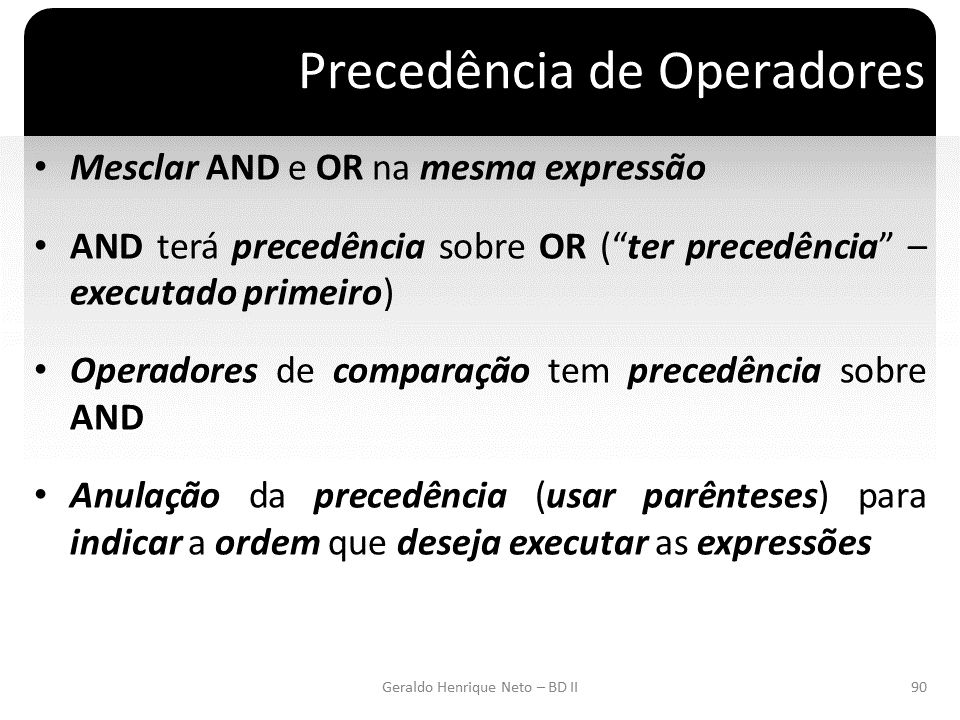 Precedência de Operadores
• Mesclar AND e OR na mesma expressão
• AND terá precedência sobre OR (“ter precedência” –
executado primeiro)
• Operadores de comparação tem precedência sobre
AND
• Anulação da precedência (usar parênteses) para
indicar a ordem que deseja executar as expressões
Geraldo Henrique Neto – BD II
90